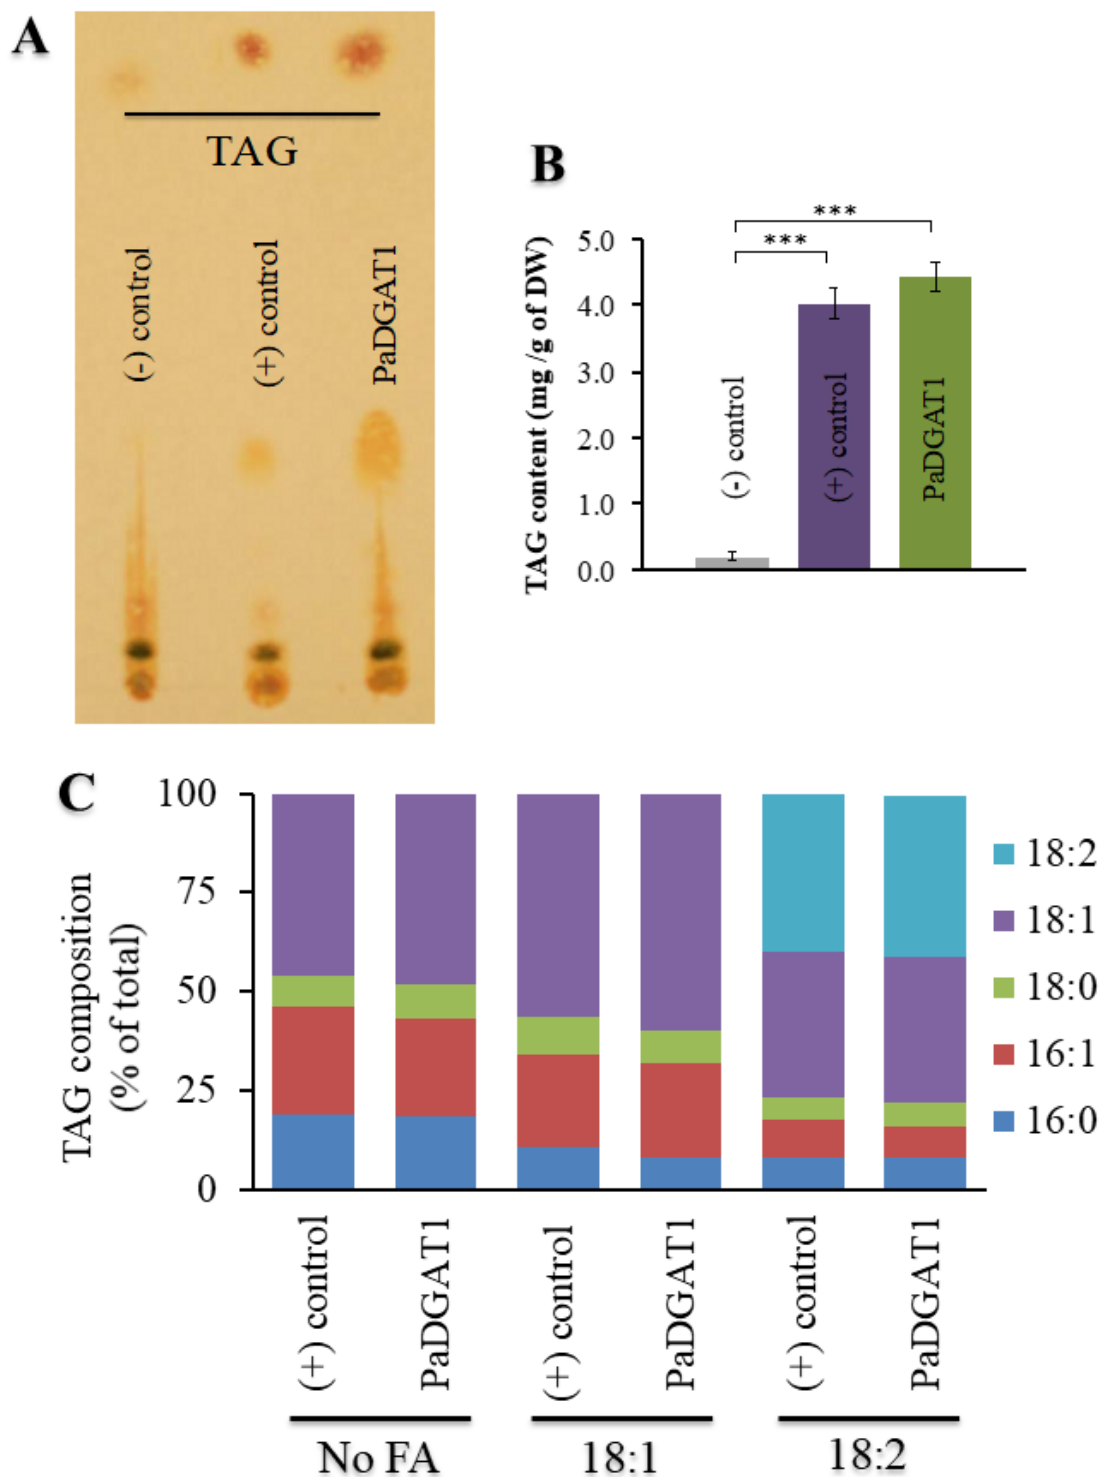 A
TAG
(-) control
(+) control
PaDGAT1
B
***
***
TAG content (mg /g of DW)
5.0
4.0
3.0
2.0
1.0
0.0
(-) control
(+) control
PaDGAT1
C
TAG composition
(% of total)
100
75
50
25
0
18:2
18:1
18:0
16:1
16:0
(+) control
PaDGAT1
(+) control
PaDGAT1
(+) control
PaDGAT1
No FA
18:1
18:2